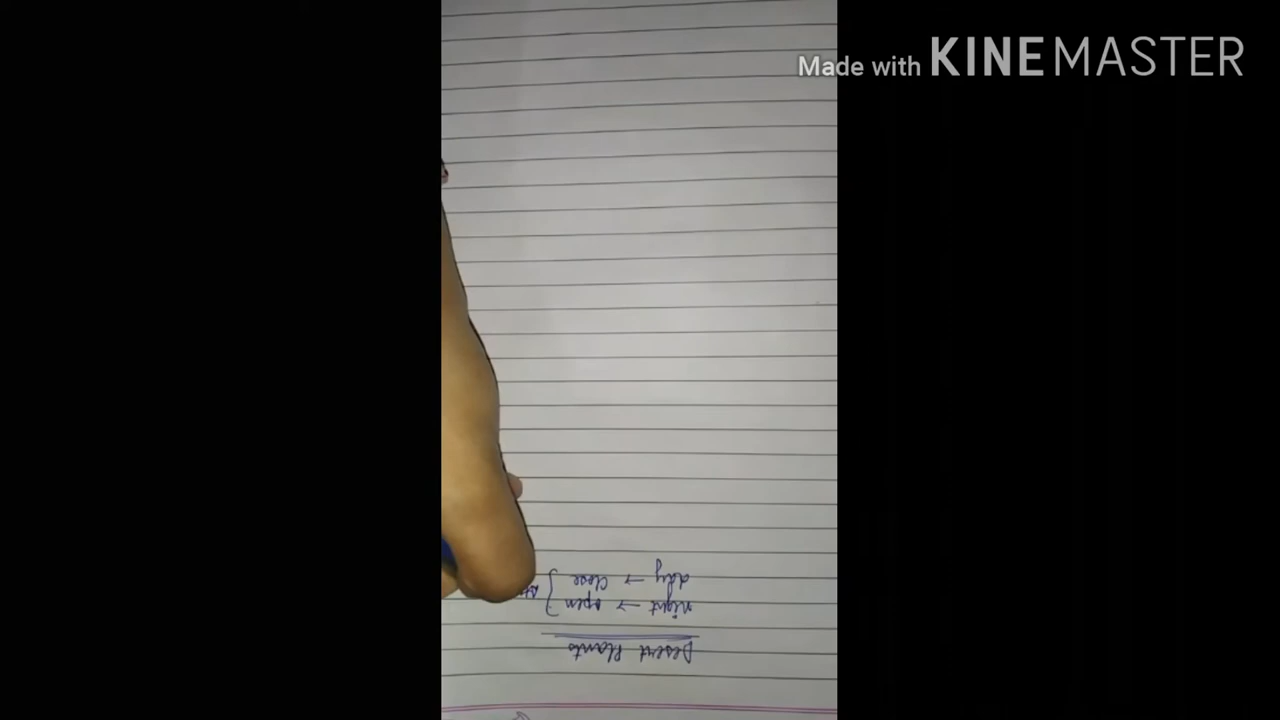 Made with KINEMASTER
Desert Plants
night → open }
day → close